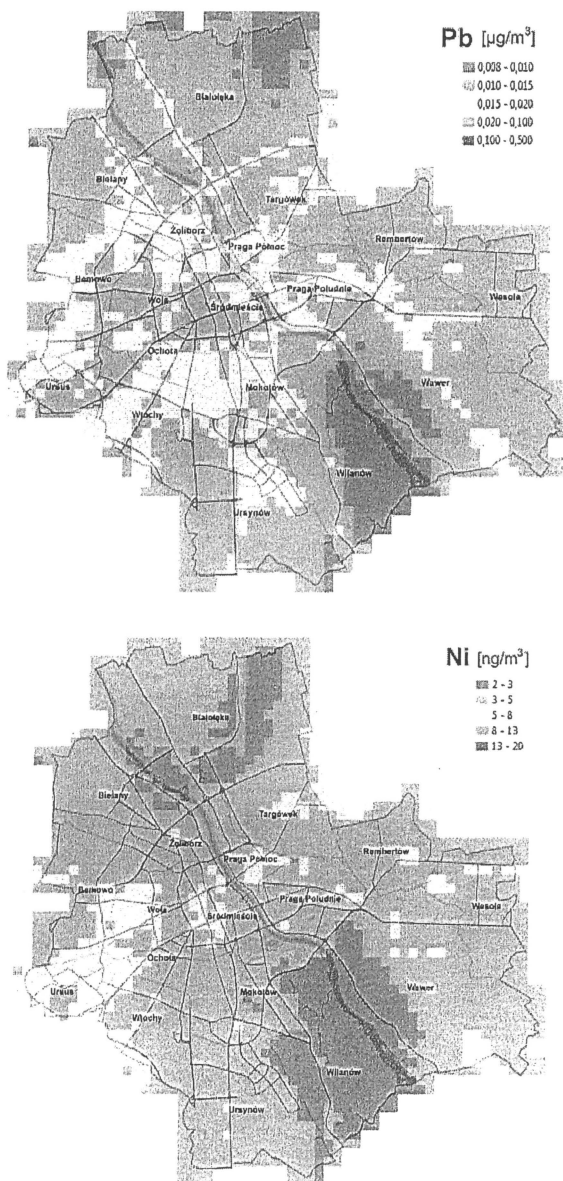 Pb [µg/m³]
0,008 - 0,010
0,010 - 0,015
0,015 - 0,020
0,020 - 0,100
0,100 - 0,500
Białołęka
Bielany
Targówek
Żoliborz
Praga Północ
Rembertów
Bemowo
Praga Południe
Wola
Wesoła
Śródmieście
Ochota
Ursus
Mokotów
Wawer
Włochy
Wilanów
Ursynów
Ni [ng/m³]
2 - 3
3 - 5
5 - 8
8 - 13
13 - 20
Białołęka
Bielany
Targówek
Żoliborz
Praga Północ
Rembertów
Bemowo
Praga Południe
Wola
Wesoła
Śródmieście
Ochota
Ursus
Mokotów
Wawer
Włochy
Wilanów
Ursynów